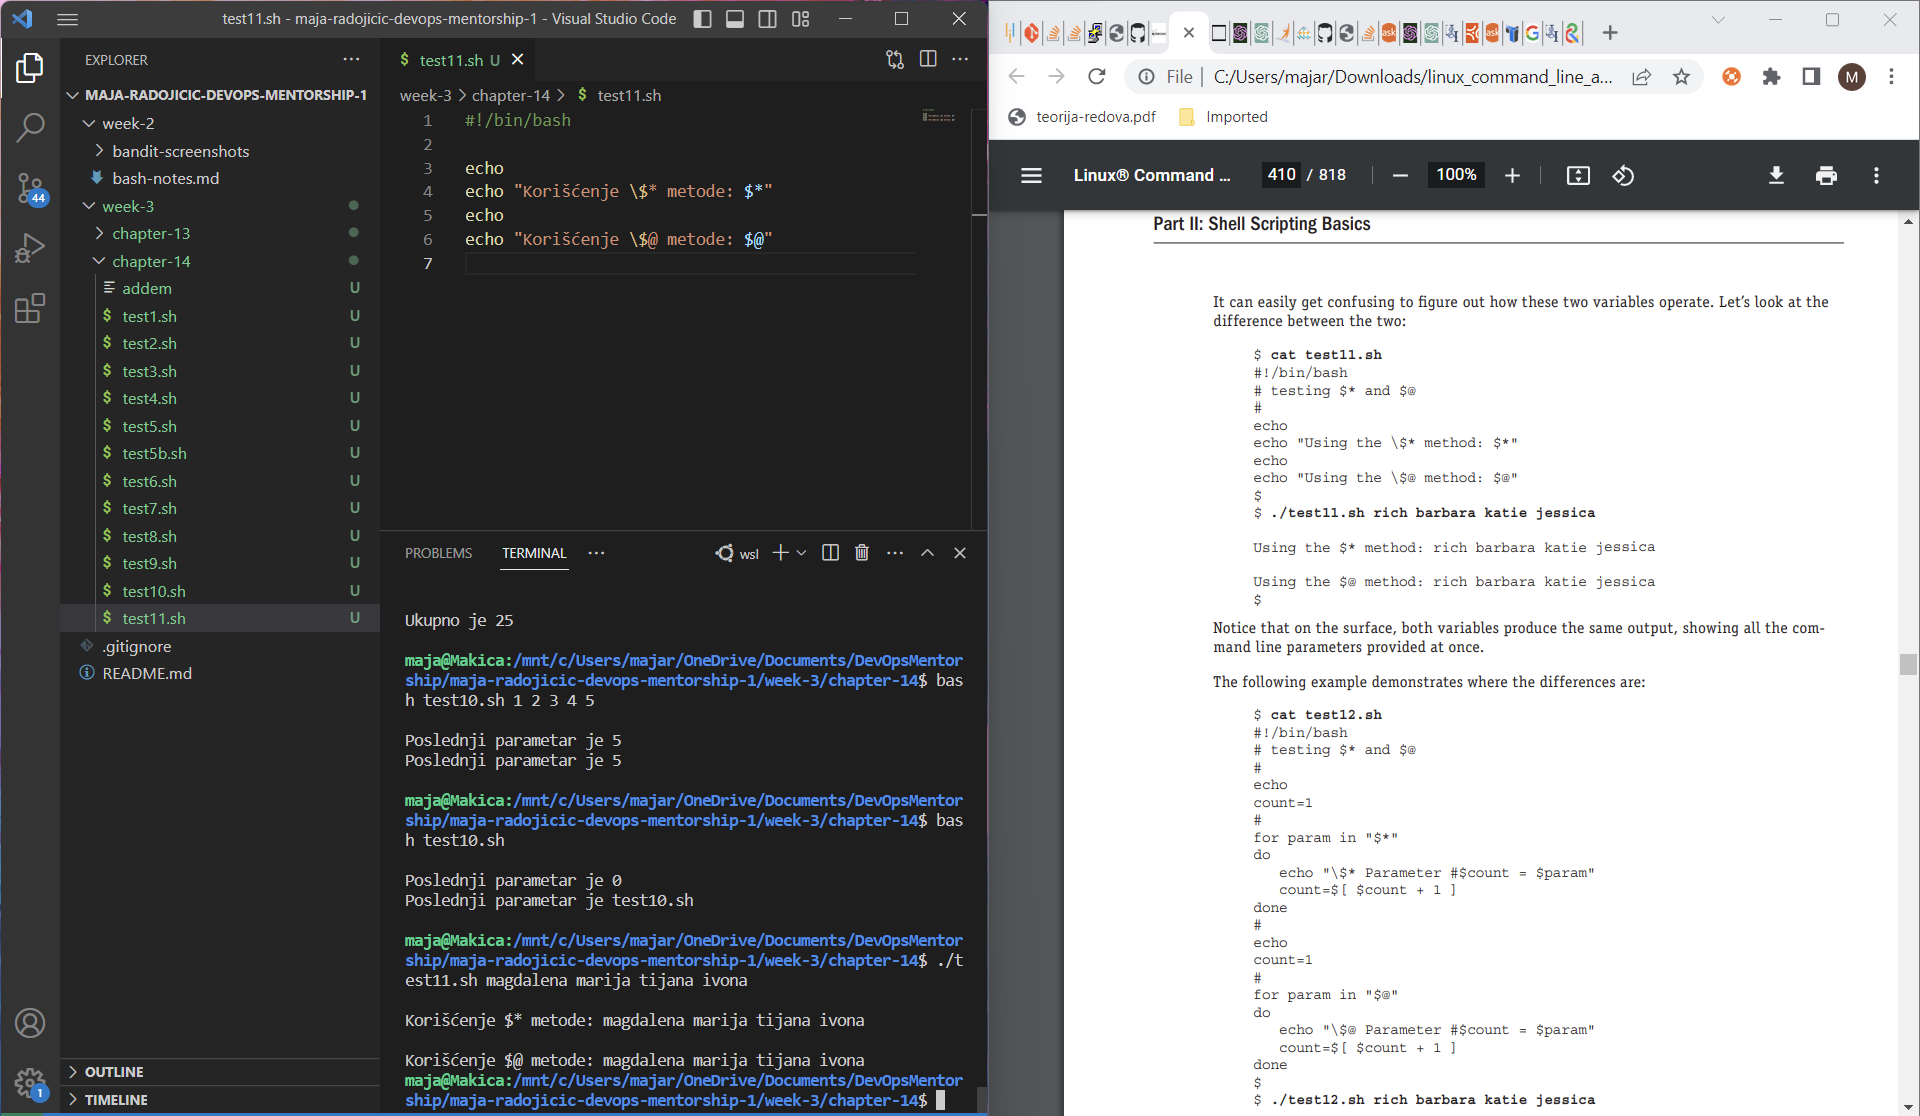 test11.sh - maja-radojicic-devops-mentorship-1 - Visual Studio Code
EXPLORER
MAJA-RADOJICIC-DEVOPS-MENTORSHIP-1
week-2
bandit-screenshots
bash-notes.md
week-3
chapter-13
chapter-14
addem U
test1.sh U
test2.sh U
test3.sh U
test4.sh U
test5.sh U
test5b.sh U
test6.sh U
test7.sh U
test8.sh U
test9.sh U
test10.sh U
test11.sh U
.gitignore
README.md
OUTLINE
TIMELINE
44
1
test11.sh U
week-3 > chapter-14 > $ test11.sh
1 #!/bin/bash
2
3 echo
4 echo "Korišćenje \$* metode: $*"
5 echo
6 echo "Korišćenje \$@ metode: $@"
7
PROBLEMS TERMINAL wsl
Ukupno je 25
maja@Makica:/mnt/c/Users/majar/OneDrive/Documents/DevOpsMentor
ship/maja-radojicic-devops-mentorship-1/week-3/chapter-14$ bas
h test10.sh 1 2 3 4 5
Poslednji parametar je 5
Poslednji parametar je 5
maja@Makica:/mnt/c/Users/majar/OneDrive/Documents/DevOpsMentor
ship/maja-radojicic-devops-mentorship-1/week-3/chapter-14$ bas
h test10.sh
Poslednji parametar je 0
Poslednji parametar je test10.sh
maja@Makica:/mnt/c/Users/majar/OneDrive/Documents/DevOpsMentor
ship/maja-radojicic-devops-mentorship-1/week-3/chapter-14$ ./t
est11.sh magdalena marija tijana ivona
Korišćenje $* metode: magdalena marija tijana ivona
Korišćenje $@ metode: magdalena marija tijana ivona
maja@Makica:/mnt/c/Users/majar/OneDrive/Documents/DevOpsMentor
ship/maja-radojicic-devops-mentorship-1/week-3/chapter-14$
File | C:/Users/majar/Downloads/linux_command_line_a...
M
teorija-redova.pdf Imported
Linux® Command ... 410 / 818 100%
Part II: Shell Scripting Basics
It can easily get confusing to figure out how these two variables operate. Let's look at the
difference between the two:
$ cat test11.sh
#!/bin/bash
# testing $* and $@
#
echo
echo "Using the \$* method: $*"
echo
echo "Using the \$@ method: $@"
$
$ ./test11.sh rich barbara katie jessica
Using the $* method: rich barbara katie jessica
Using the $@ method: rich barbara katie jessica
$
Notice that on the surface, both variables produce the same output, showing all the com-
mand line parameters provided at once.
The following example demonstrates where the differences are:
$ cat test12.sh
#!/bin/bash
# testing $* and $@
#
echo
count=1
#
for param in "$*"
do
echo "\$* Parameter #$count = $param"
count=$[ $count + 1 ]
done
#
echo
count=1
#
for param in "$@"
do
echo "\$@ Parameter #$count = $param"
count=$[ $count + 1 ]
done
$
$ ./test12.sh rich barbara katie jessica